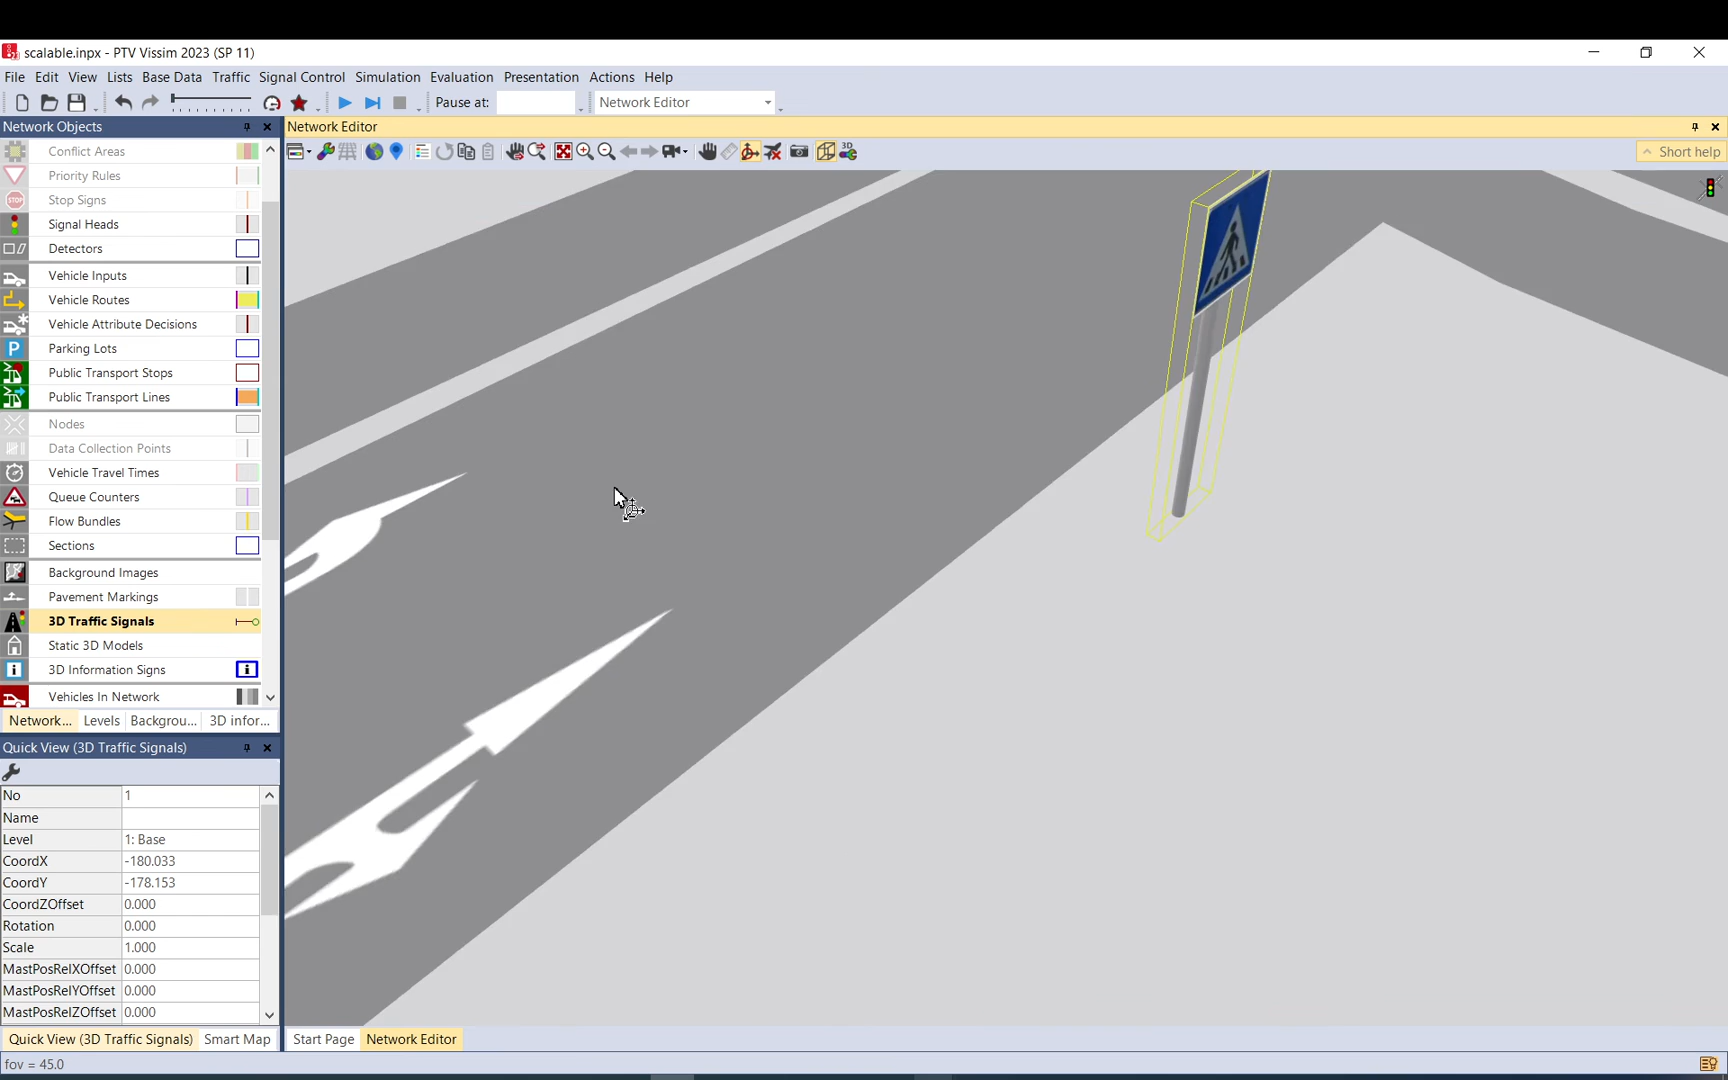 scalable.inpx - PTV Vissim 2023 (SP 11)
File Edit View Lists Base Data Traffic Signal Control Simulation Evaluation Presentation Actions Help
Pause at: Network Editor
Network Objects
Network Editor
Short help
Conflict Areas
Priority Rules
STOP Stop Signs
Signal Heads
Detectors
Vehicle Inputs
Vehicle Routes
Vehicle Attribute Decisions
P Parking Lots
Public Transport Stops
Public Transport Lines
Nodes
Data Collection Points
Vehicle Travel Times
Queue Counters
Flow Bundles
Sections
Background Images
Pavement Markings
3D Traffic Signals
Static 3D Models
i 3D Information Signs i
Vehicles In Network
Network... Levels Backgrou... 3D infor...
Quick View (3D Traffic Signals)
No 1
Name
Level 1: Base
CoordX -180.033
CoordY -178.153
CoordZOffset 0.000
Rotation 0.000
Scale 1.000
MastPosRelXOffset 0.000
MastPosRelYOffset 0.000
MastPosRelZOffset 0.000
Quick View (3D Traffic Signals) Smart Map Start Page Network Editor
fov = 45.0